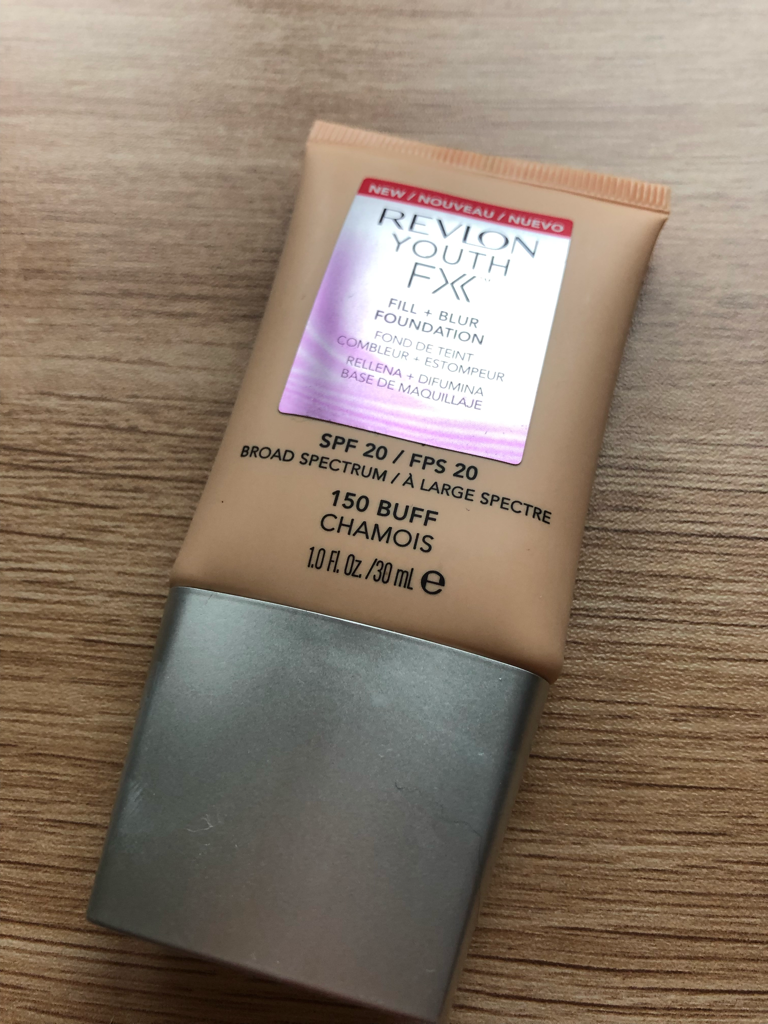 NEW / NOUVEAU / NUEVO
REVLON
YOUTH
FX™
FILL + BLUR
FOUNDATION
FOND DE TEINT
COMBLEUR + ESTOMPEUR
RELLENA + DIFUMINA
BASE DE MAQUILLAJE
SPF 20 / FPS 20
BROAD SPECTRUM / À LARGE SPECTRE
150 BUFF
CHAMOIS
1.0 Fl. Oz. /30 mL ℮